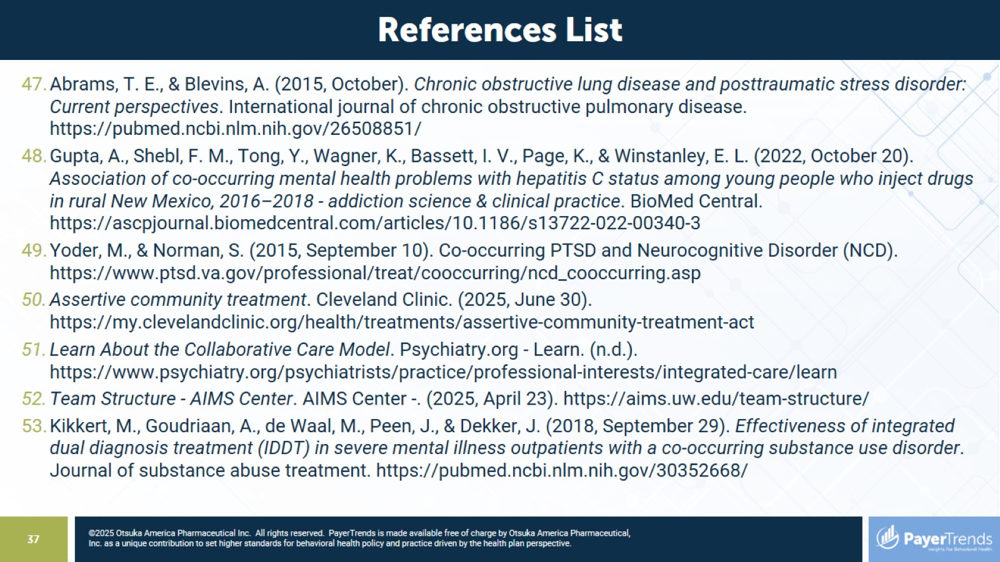 References List
47. Abrams, T. E., & Blevins, A. (2015, October). Chronic obstructive lung disease and posttraumatic stress disorder:
Current perspectives. International journal of chronic obstructive pulmonary disease.
https://pubmed.ncbi.nlm.nih.gov/26508851/
48. Gupta, A., Shebl, F. M., Tong, Y., Wagner, K., Bassett, I. V., Page, K., & Winstanley, E. L. (2022, October 20).
Association of co-occurring mental health problems with hepatitis C status among young people who inject drugs
in rural New Mexico, 2016–2018 - addiction science & clinical practice. BioMed Central.
https://ascpjournal.biomedcentral.com/articles/10.1186/s13722-022-00340-3
49. Yoder, M., & Norman, S. (2015, September 10). Co-occurring PTSD and Neurocognitive Disorder (NCD).
https://www.ptsd.va.gov/professional/treat/cooccurring/ncd_cooccurring.asp
50. Assertive community treatment. Cleveland Clinic. (2025, June 30).
https://my.clevelandclinic.org/health/treatments/assertive-community-treatment-act
51. Learn About the Collaborative Care Model. Psychiatry.org - Learn. (n.d.).
https://www.psychiatry.org/psychiatrists/practice/professional-interests/integrated-care/learn
52. Team Structure - AIMS Center. AIMS Center -. (2025, April 23). https://aims.uw.edu/team-structure/
53. Kikkert, M., Goudriaan, A., de Waal, M., Peen, J., & Dekker, J. (2018, September 29). Effectiveness of integrated
dual diagnosis treatment (IDDT) in severe mental illness outpatients with a co-occurring substance use disorder.
Journal of substance abuse treatment. https://pubmed.ncbi.nlm.nih.gov/30352668/
37
©2025 Otsuka America Pharmaceutical Inc. All rights reserved. PayerTrends is made available free of charge by Otsuka America Pharmaceutical,
Inc. as a unique contribution to set higher standards for behavioral health policy and practice driven by the health plan perspective.
PayerTrends
Insights For Behavioral Health